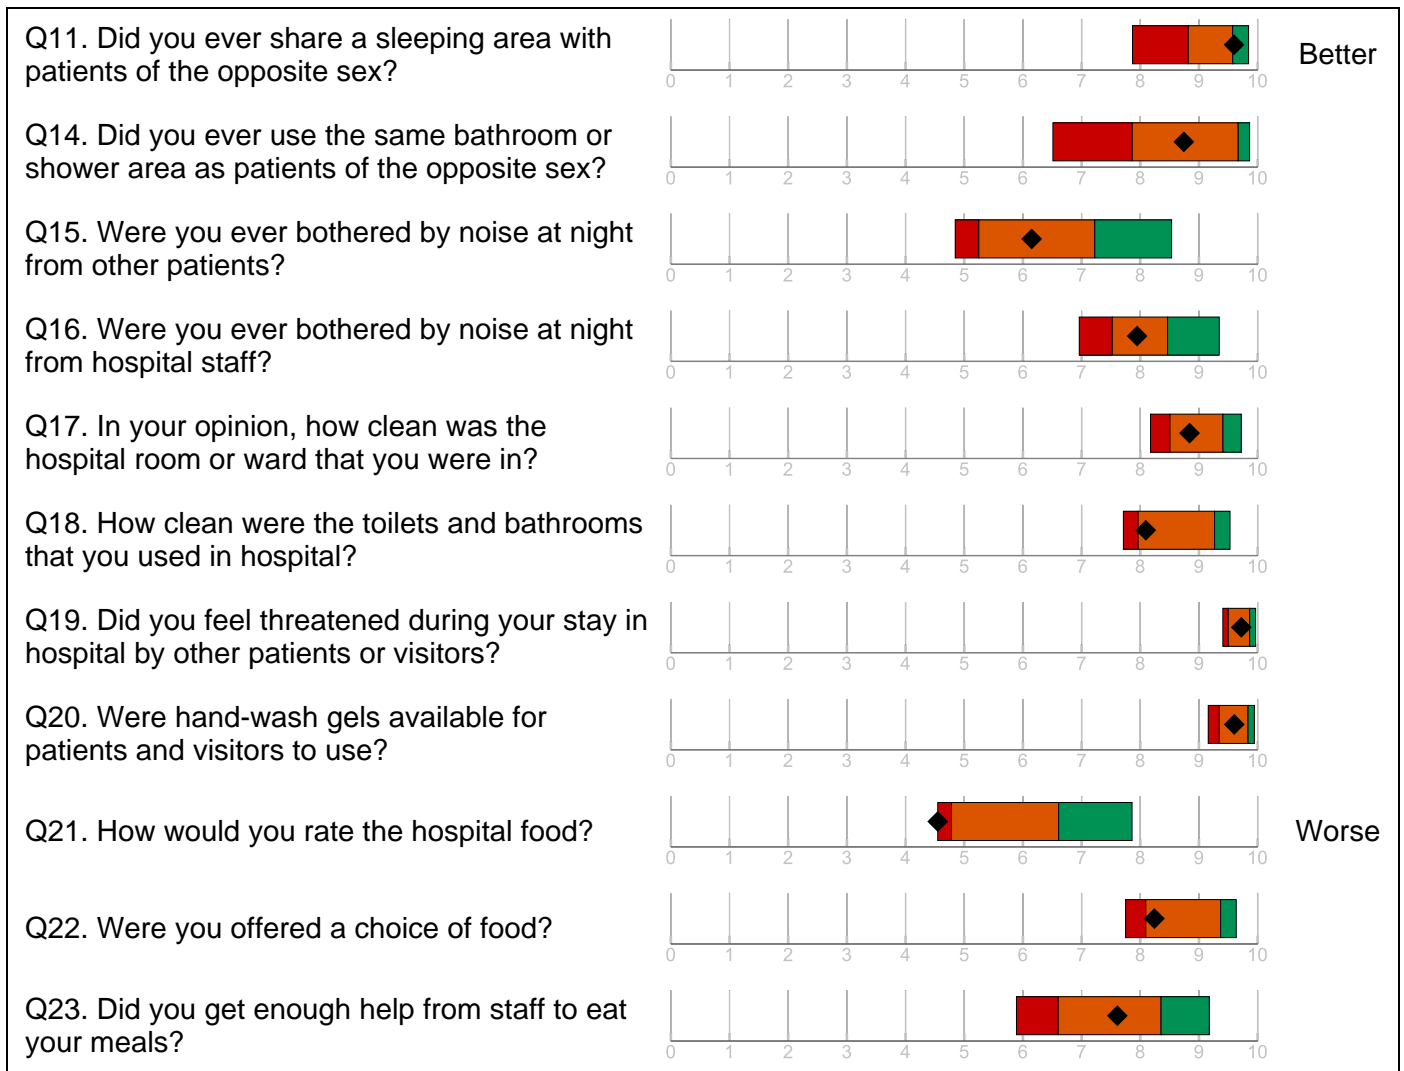 Q11. Did you ever share a sleeping area with
patients of the opposite sex?
0 1 2 3 4 5 6 7 8 9 10
Better
Q14. Did you ever use the same bathroom or
shower area as patients of the opposite sex?
0 1 2 3 4 5 6 7 8 9 10
Q15. Were you ever bothered by noise at night
from other patients?
0 1 2 3 4 5 6 7 8 9 10
Q16. Were you ever bothered by noise at night
from hospital staff?
0 1 2 3 4 5 6 7 8 9 10
Q17. In your opinion, how clean was the
hospital room or ward that you were in?
0 1 2 3 4 5 6 7 8 9 10
Q18. How clean were the toilets and bathrooms
that you used in hospital?
0 1 2 3 4 5 6 7 8 9 10
Q19. Did you feel threatened during your stay in
hospital by other patients or visitors?
0 1 2 3 4 5 6 7 8 9 10
Q20. Were hand-wash gels available for
patients and visitors to use?
0 1 2 3 4 5 6 7 8 9 10
Q21. How would you rate the hospital food?
0 1 2 3 4 5 6 7 8 9 10
Worse
Q22. Were you offered a choice of food?
0 1 2 3 4 5 6 7 8 9 10
Q23. Did you get enough help from staff to eat
your meals?
0 1 2 3 4 5 6 7 8 9 10